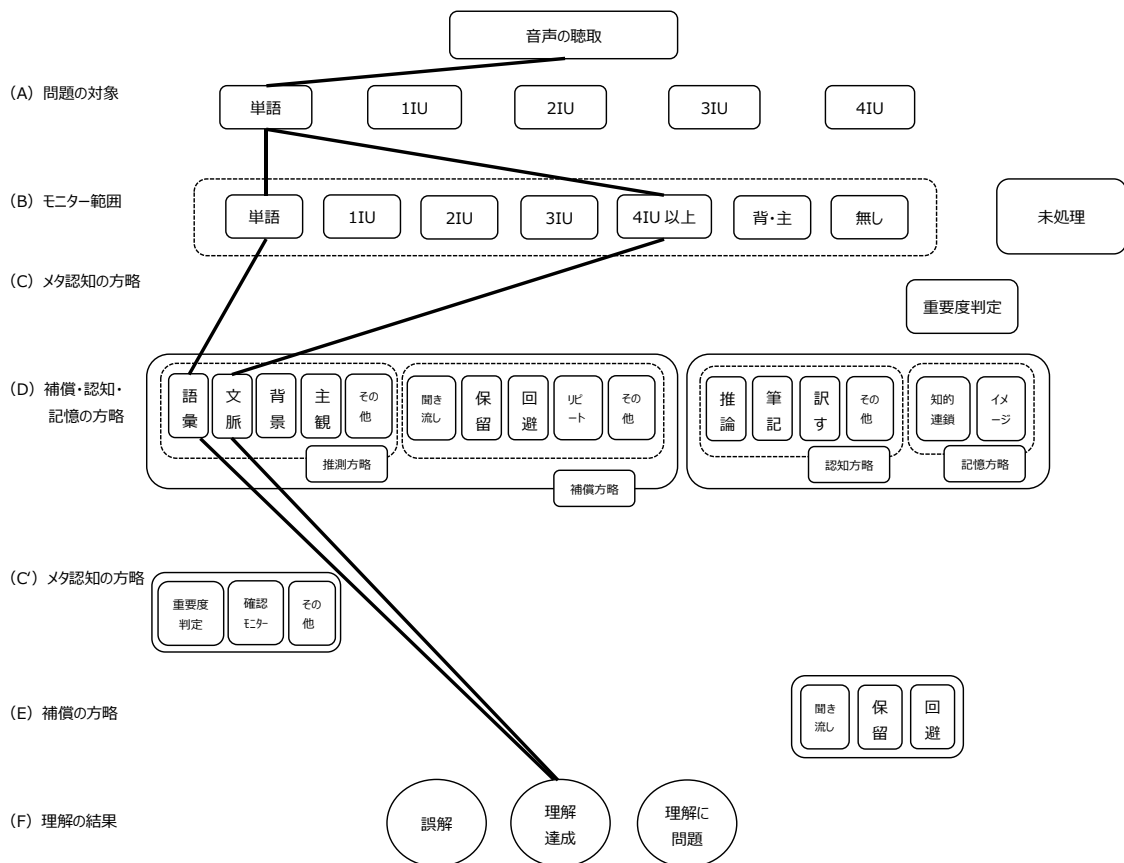 音声の聴取
(A) 問題の対象
単語
1IU
2IU
3IU
4IU
(B) モニター範囲
単語
1IU
2IU
3IU
4IU 以上
背・主
無し
未処理
(C) メタ認知の方略
重要度判定
(D) 補償・認知・
記憶の方略
語
彙
文
脈
背
景
主
観
その
他
推測方略
聞き
流し
保
留
回
避
リピ
ート
その
他
補償方略
推
論
筆
記
訳
す
その
他
認知方略
知的
連鎖
イメ
ージ
記憶方略
(C') メタ認知の方略
重要度
判定
確認
モニター
その
他
(E) 補償の方略
聞き
流し
保
留
回
避
(F) 理解の結果
誤解
理解
達成
理解に
問題